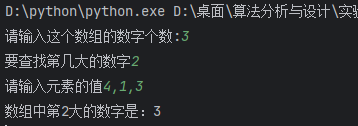 D:\python\python.exe D:\桌面\算法分析与设计\实验
请输入这个数组的数字个数:3
要查找第几大的数字2
请输入元素的值4,1,3
数组中第2大的数字是：3